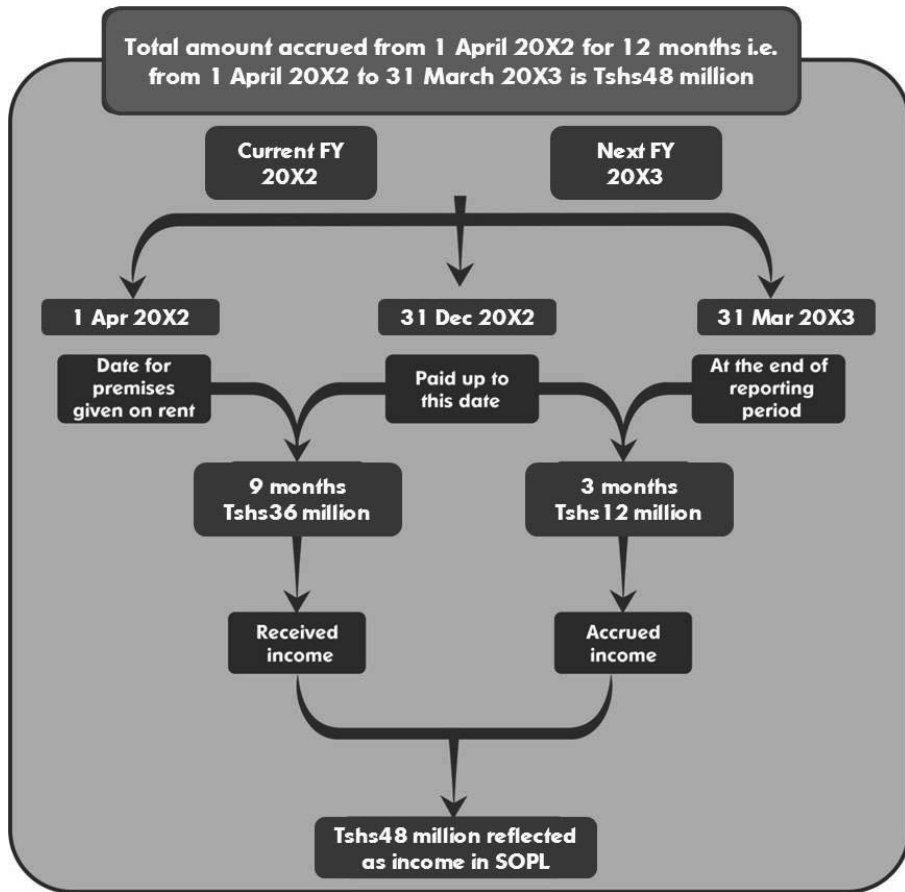 Total amount accrued from 1 April 20X2 for 12 months i.e.
from 1 April 20X2 to 31 March 20X3 is Tshs48 million
Current FY
20X2
Next FY
20X3
1 Apr 20X2
31 Dec 20X2
31 Mar 20X3
Date for
premises
given on rent
Paid up to
this date
At the end of
reporting
period
9 months
Tshs36 million
3 months
Tshs12 million
Received
income
Accrued
income
Tshs48 million reflected
as income in SOPL